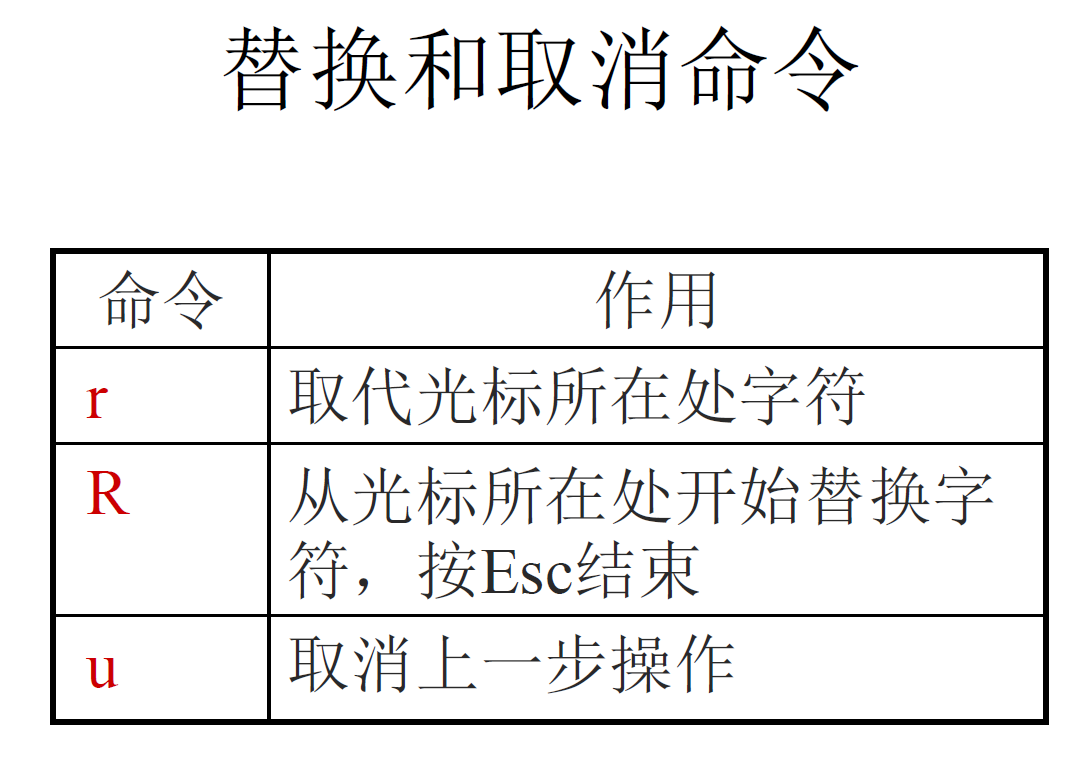 替换和取消命令
命令 作用
r 取代光标所在处字符
R 从光标所在处开始替换字
符，按Esc结束
u 取消上一步操作